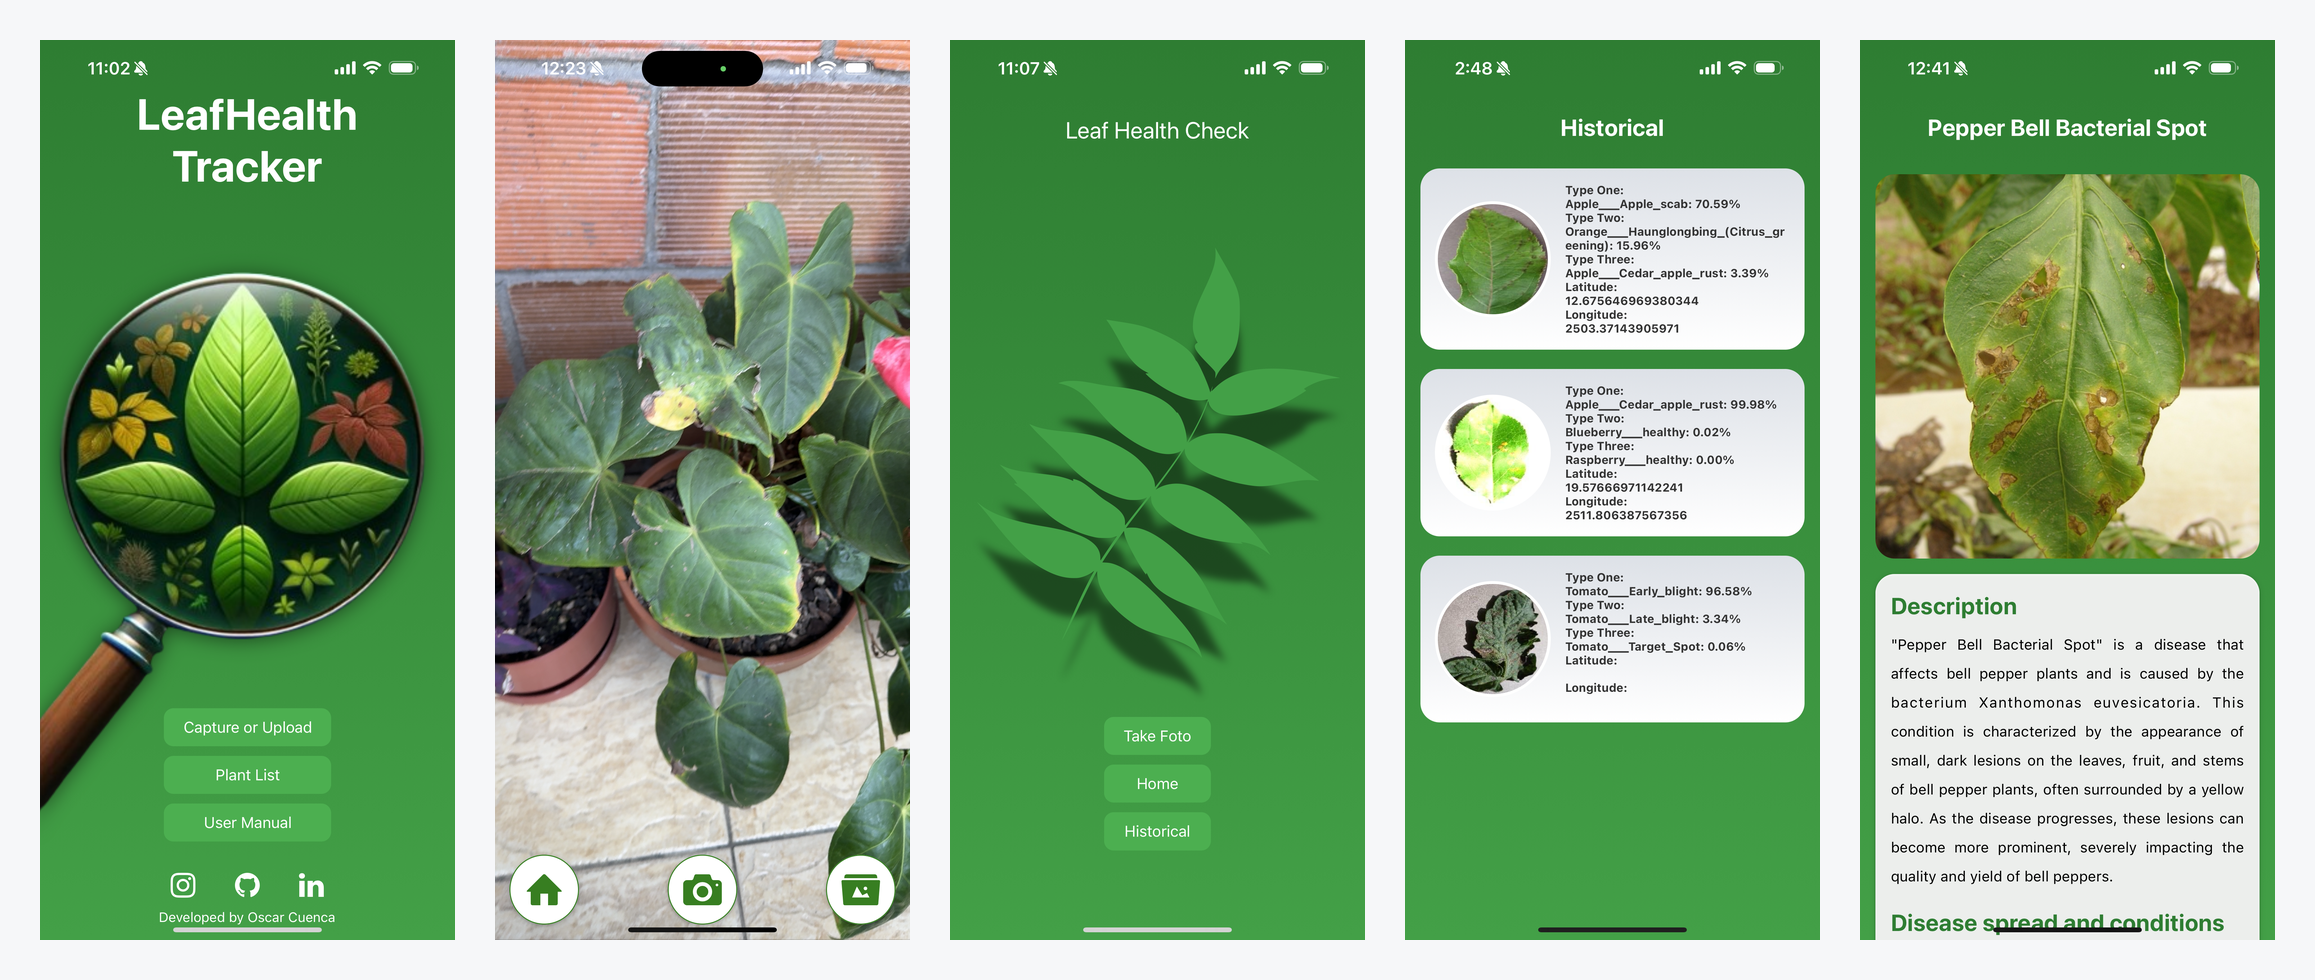 11:02
LeafHealth
Tracker
Capture or Upload
Plant List
User Manual
Developed by Oscar Cuenca
12:23
11:07
Leaf Health Check
Take Foto
Home
Historical
2:48
Historical
Type One:
Apple___Apple_scab: 70.59%
Type Two:
Orange___Haunglongbing_(Citrus_gr
eening): 15.96%
Type Three:
Apple___Cedar_apple_rust: 3.39%
Latitude:
12.675646969380344
Longitude:
2503.37143905971
Type One:
Apple___Cedar_apple_rust: 99.98%
Type Two:
Blueberry___healthy: 0.02%
Type Three:
Raspberry___healthy: 0.00%
Latitude:
19.57666971142241
Longitude:
2511.806387567356
Type One:
Tomato___Early_blight: 96.58%
Type Two:
Tomato___Late_blight: 3.34%
Type Three:
Tomato___Target_Spot: 0.06%
Latitude:
Longitude:
12:41
Pepper Bell Bacterial Spot
Description
"Pepper Bell Bacterial Spot" is a disease that
affects bell pepper plants and is caused by the
bacterium Xanthomonas euvesicatoria. This
condition is characterized by the appearance of
small, dark lesions on the leaves, fruit, and stems
of bell pepper plants, often surrounded by a yellow
halo. As the disease progresses, these lesions can
become more prominent, severely impacting the
quality and yield of bell peppers.
Disease spread and conditions